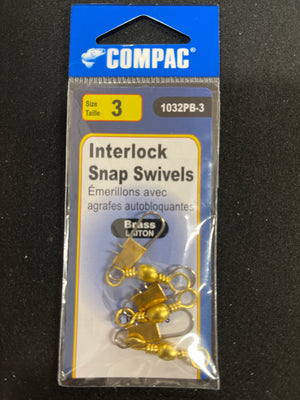 COMPAC®
Size
Taille
3
1032PB-3
Interlock
Snap Swivels
Émerillons avec
agrafes autobloquantes
Brass
LAITON